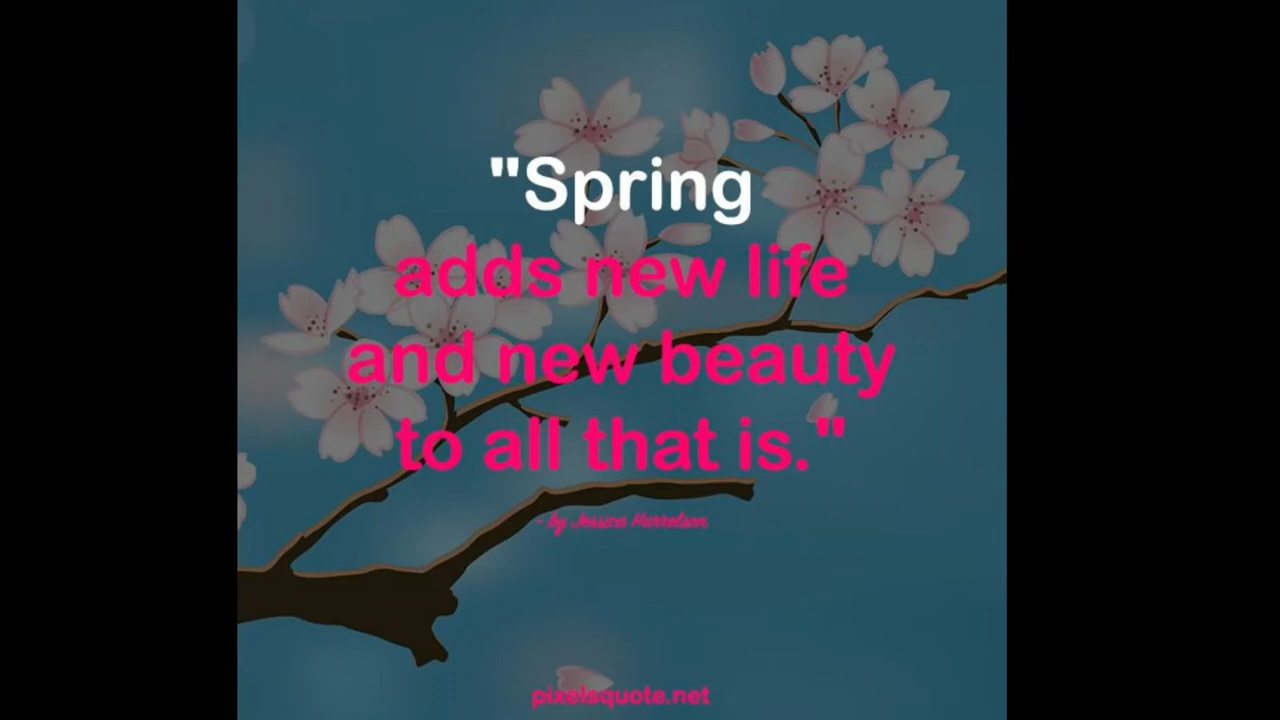 "Spring
adds new life
and new beauty
to all that is."
- by Jessica Harrelson
pixelsquote.net